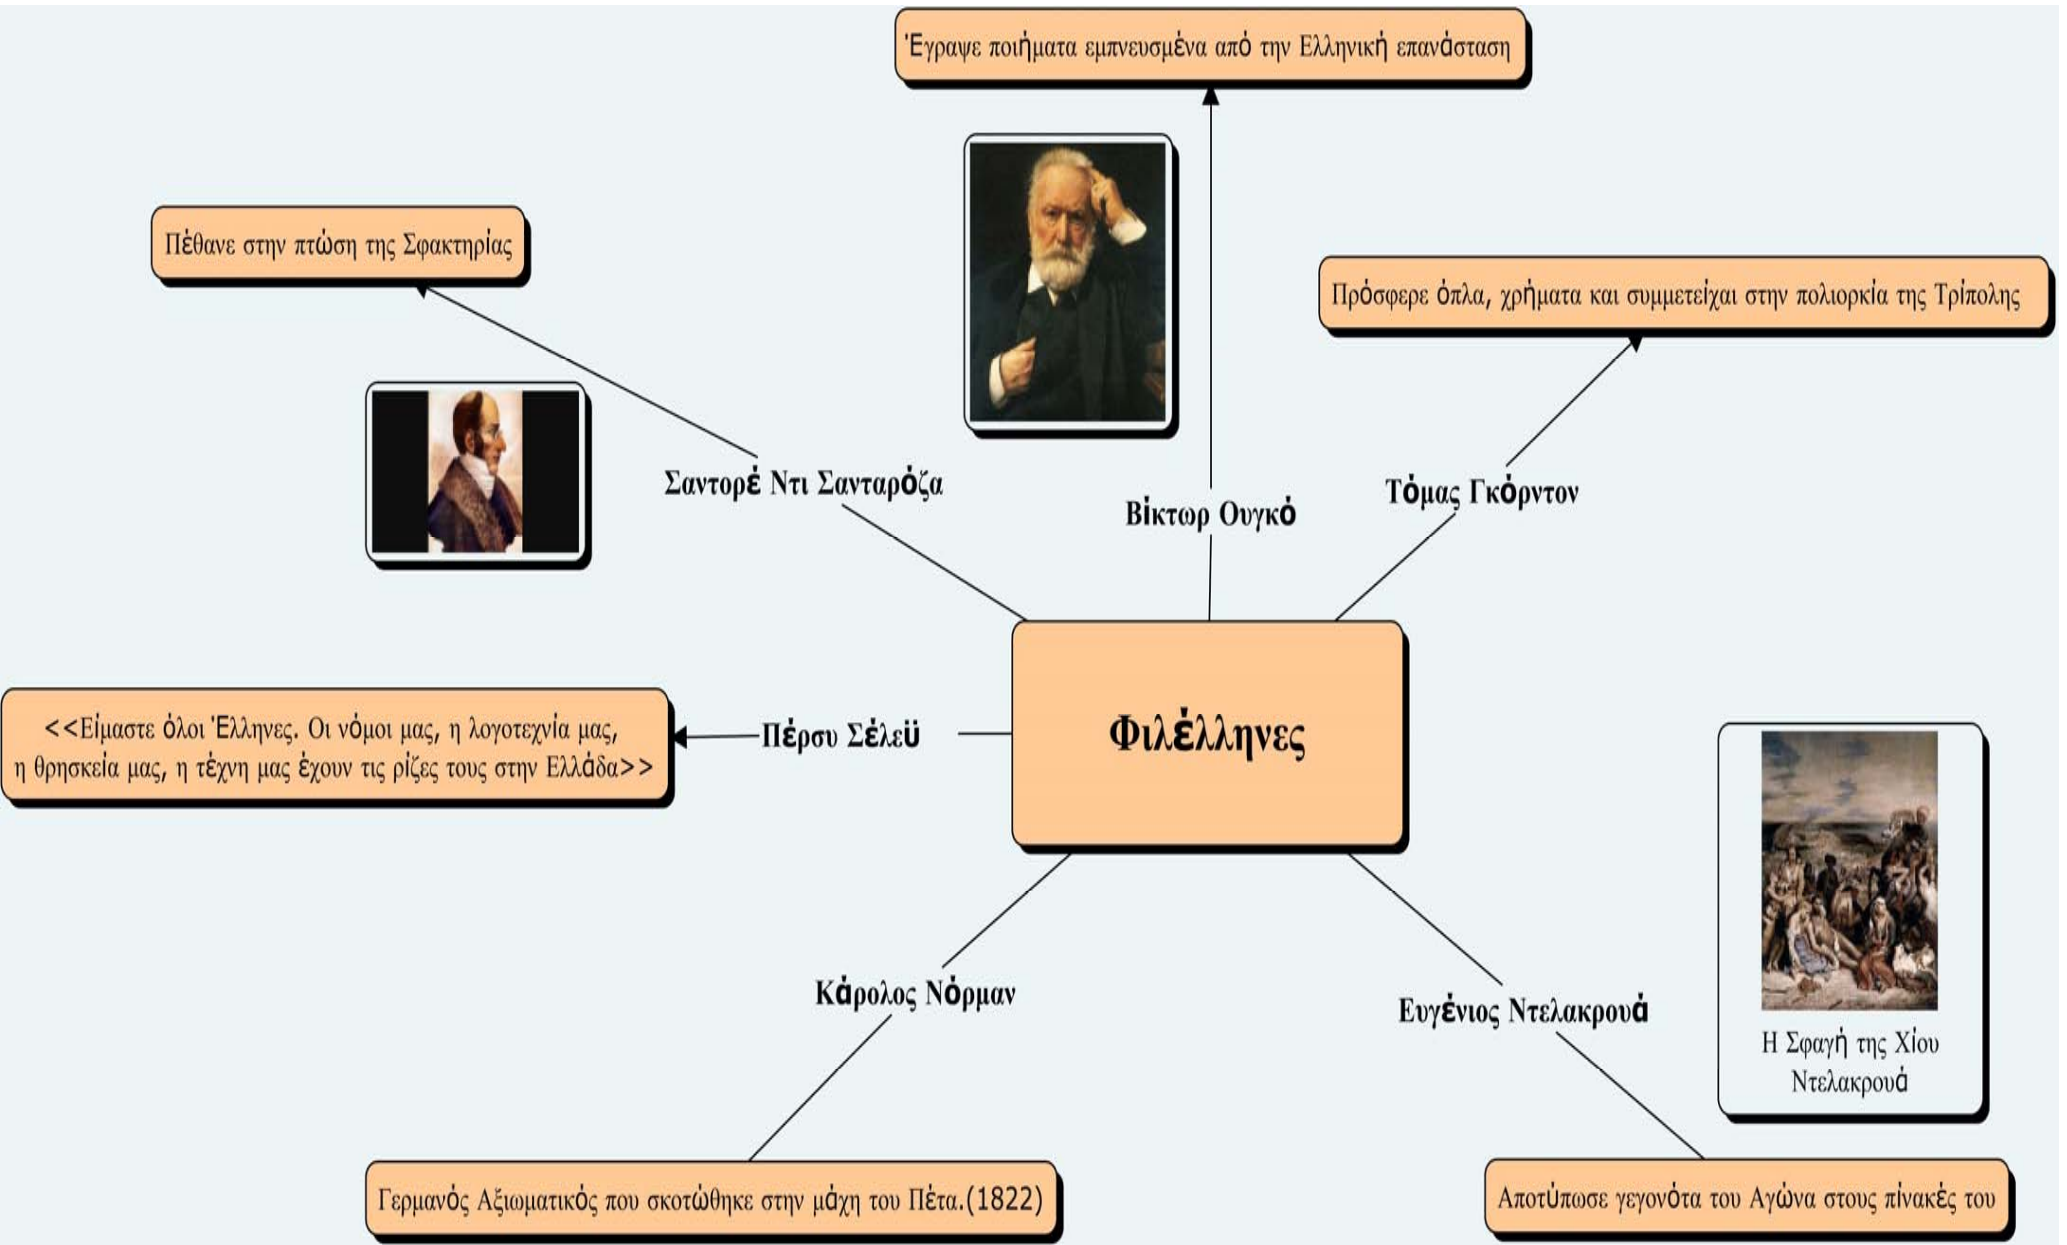 Έγραψε ποιήματα εμπνευσμένα από την Ελληνική επανάσταση
Πέθανε στην πτώση της Σφακτηρίας
Πρόσφερε όπλα, χρήματα και συμμετείχαι στην πολιορκία της Τρίπολης
Σαντορέ Ντι Σανταρόζα
Βίκτωρ Ουγκό
Τόμας Γκόρντον
<<Είμαστε όλοι Έλληνες. Οι νόμοι μας, η λογοτεχνία μας,
η θρησκεία μας, η τέχνη μας έχουν τις ρίζες τους στην Ελλάδα>>
Πέρσυ Σέλεϋ
Φιλέλληνες
Κάρολος Νόρμαν
Ευγένιος Ντελακρουά
Η Σφαγή της Χίου
Ντελακρουά
Γερμανός Αξιωματικός που σκοτώθηκε στην μάχη του Πέτα.(1822)
Αποτύπωσε γεγονότα του Αγώνα στους πίνακές του